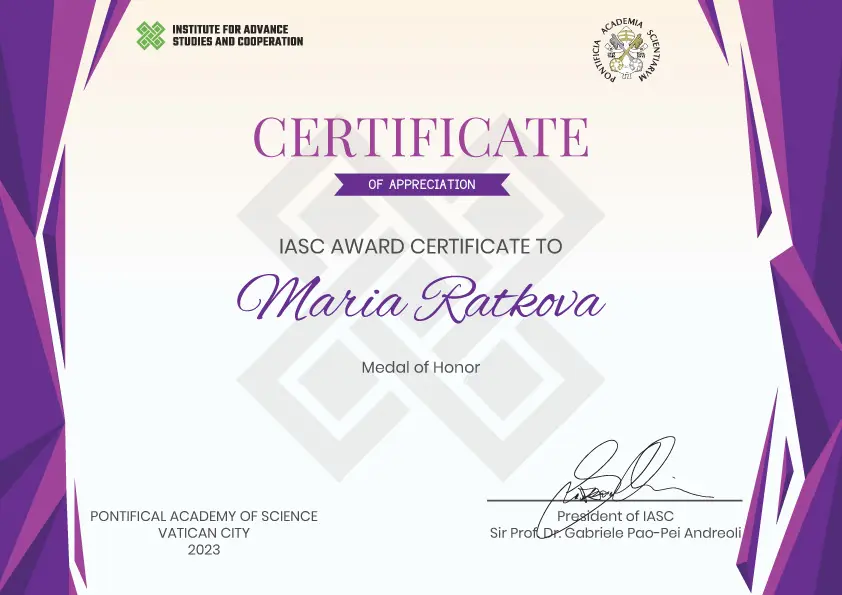 INSTITUTE FOR ADVANCE
STUDIES AND COOPERATION
PONTIFICIA ACADEMIA SCIENTIARVM
CERTIFICATE
OF APPRECIATION
IASC AWARD CERTIFICATE TO
Maria Ratkova
Medal of Honor
PONTIFICAL ACADEMY OF SCIENCE
VATICAN CITY
2023
President of IASC
Sir Prof. Dr. Gabriele Pao-Pei Andreoli